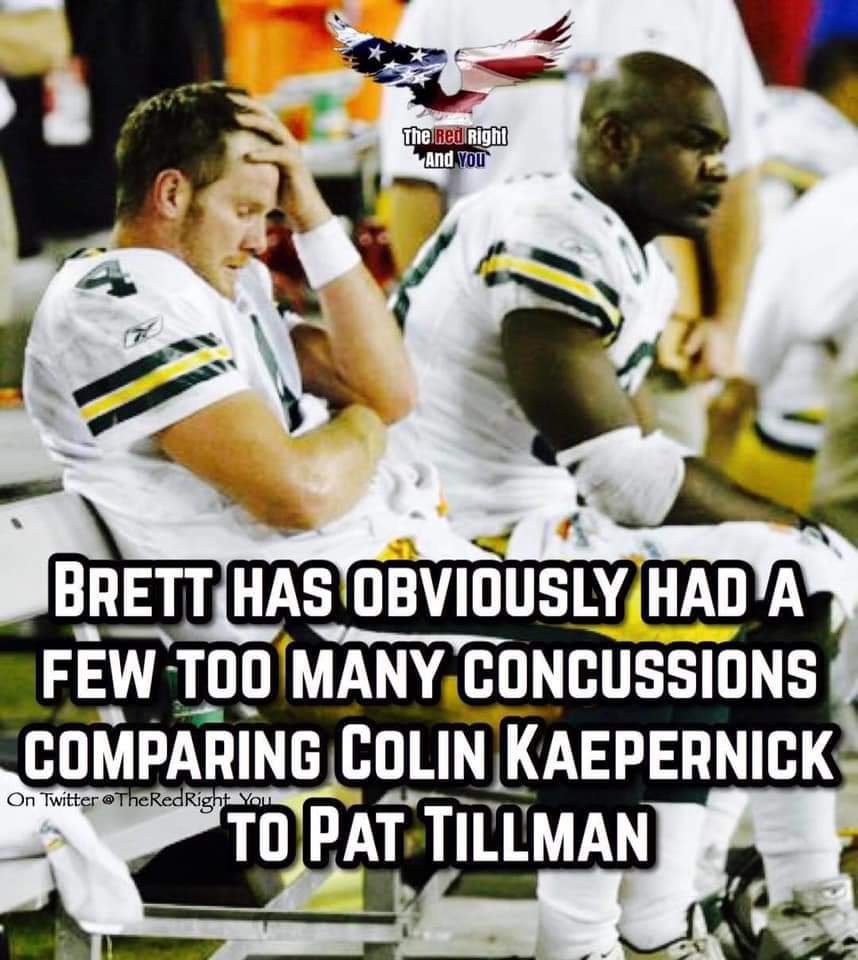 The Red Right
And You
4
BRETT HAS OBVIOUSLY HAD A
FEW TOO MANY CONCUSSIONS
COMPARING COLIN KAEPERNICK
On Twitter @TheRedRight_You
TO PAT TILLMAN